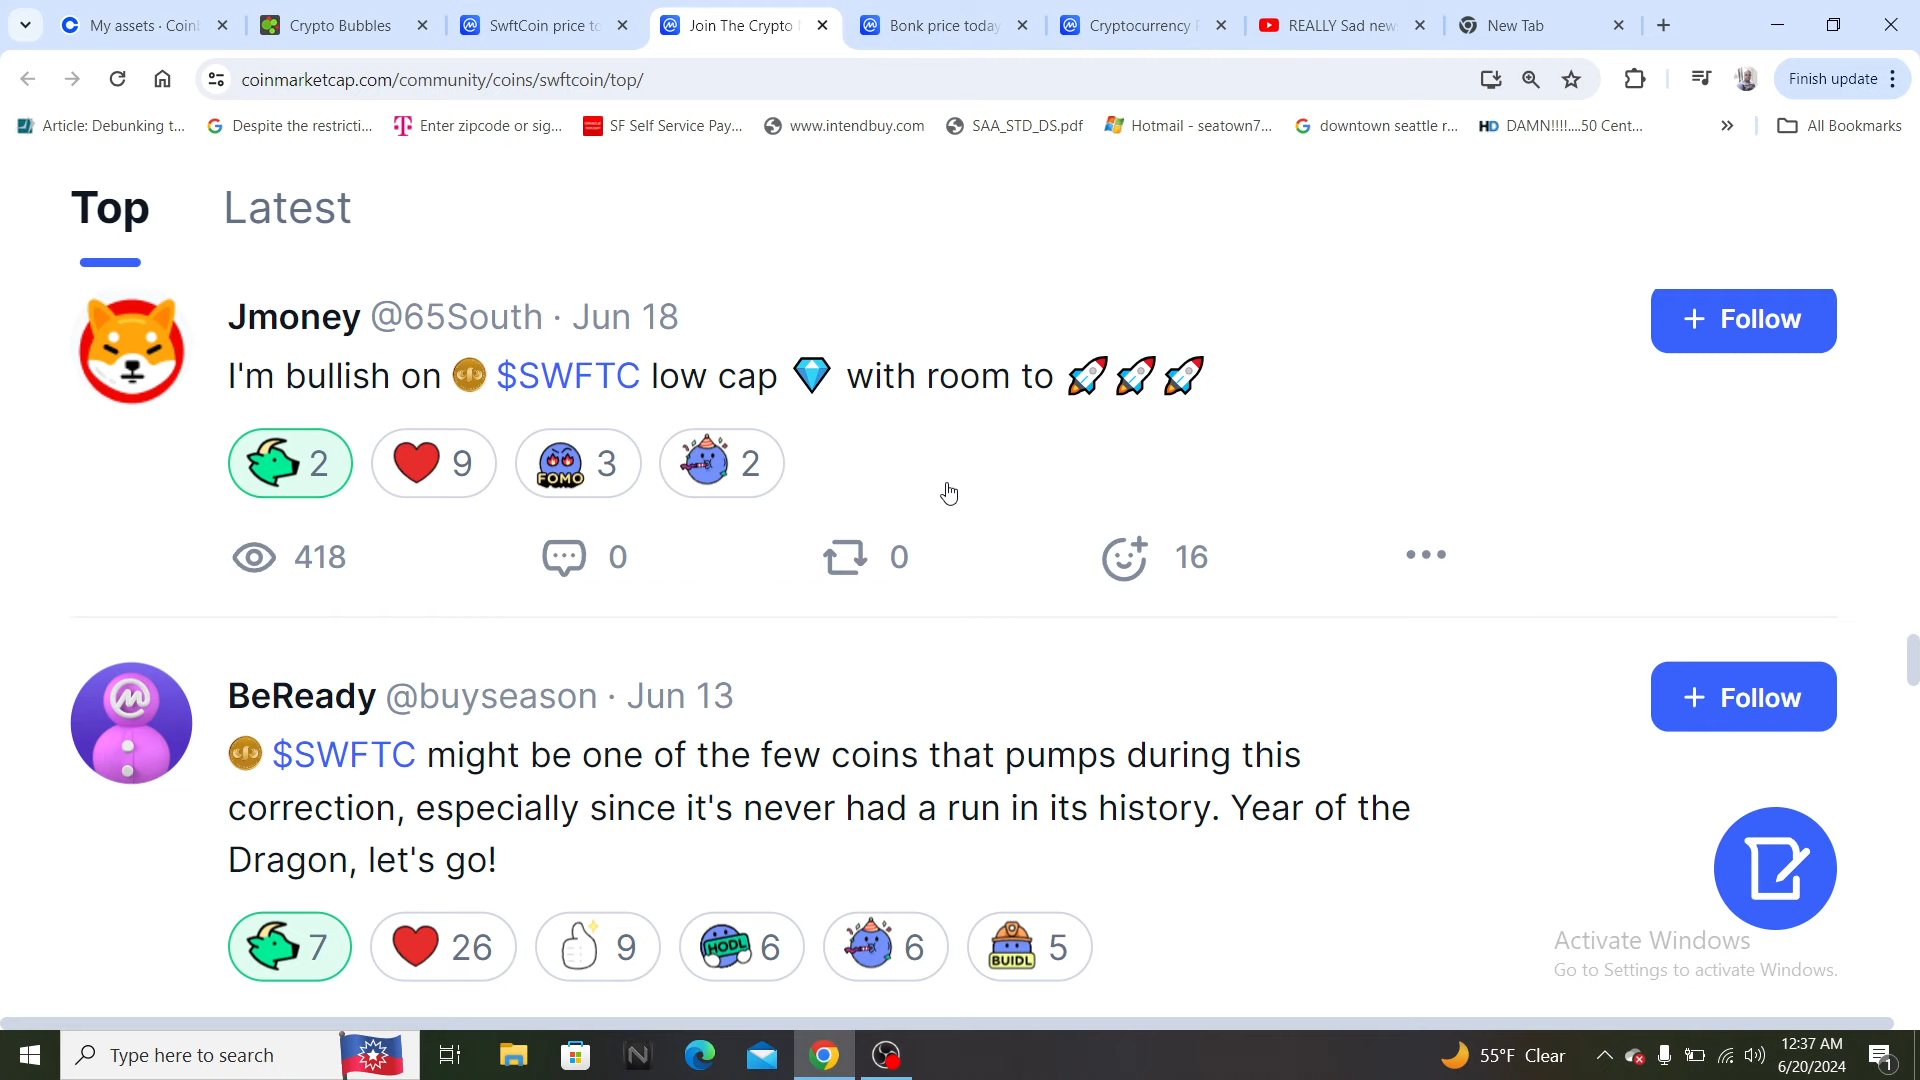 My assets · Coin
Crypto Bubbles
SwftCoin price to
Join The Crypto
Bonk price today
Cryptocurrency
REALLY Sad new
New Tab
coinmarketcap.com/community/coins/swftcoin/top/
Finish update
Article: Debunking t...
Despite the restricti...
Enter zipcode or sig...
SF Self Service Pay...
www.intendbuy.com
SAA_STD_DS.pdf
Hotmail - seatown7...
downtown seattle r...
HD DAMN!!!!....50 Cent...
All Bookmarks
Top Latest
Jmoney @65South · Jun 18
+ Follow
I'm bullish on $SWFTC low cap 💎 with room to 🚀🚀🚀
2 9 FOMO 3 2
418 0 0 16
BeReady @buyseason · Jun 13
+ Follow
$SWFTC might be one of the few coins that pumps during this
correction, especially since it's never had a run in its history. Year of the
Dragon, let's go!
7 26 9 HODL 6 6 BUIDL 5
Activate Windows
Go to Settings to activate Windows.
Type here to search
55°F Clear
12:37 AM
6/20/2024
1